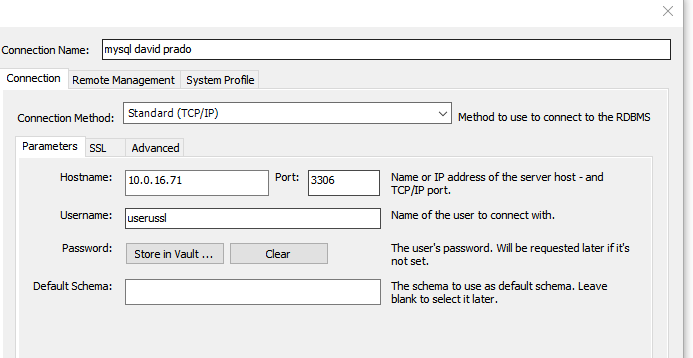 Connection Name: mysql david prado
Connection Remote Management System Profile
Connection Method: Standard (TCP/IP) Method to use to connect to the RDBMS
Parameters SSL Advanced
Hostname: 10.0.16.71 Port: 3306 Name or IP address of the server host - and
TCP/IP port.
Username: userussl Name of the user to connect with.
Password: Store in Vault ... Clear The user's password. Will be requested later if it's
not set.
Default Schema: The schema to use as default schema. Leave
blank to select it later.